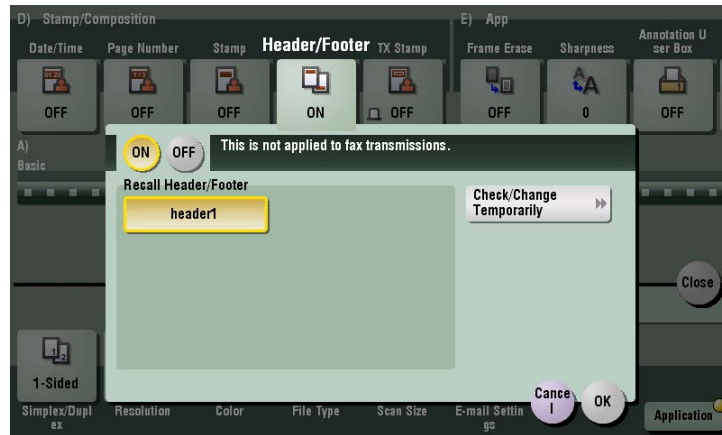 D) Stamp/Composition
E) App
Date/Time
Page Number
Stamp
Header/Footer
TX Stamp
Frame Erase
Sharpness
Annotation U
ser Box
OFF
OFF
OFF
ON
OFF
OFF
0
OFF
A)
Basic
ON
OFF
This is not applied to fax transmissions.
Recall Header/Footer
header1
Check/Change
Temporarily
Close
1-Sided
Cance
l
OK
Simplex/Dupl
ex
Resolution
Color
File Type
Scan Size
E-mail Settin
gs
Application